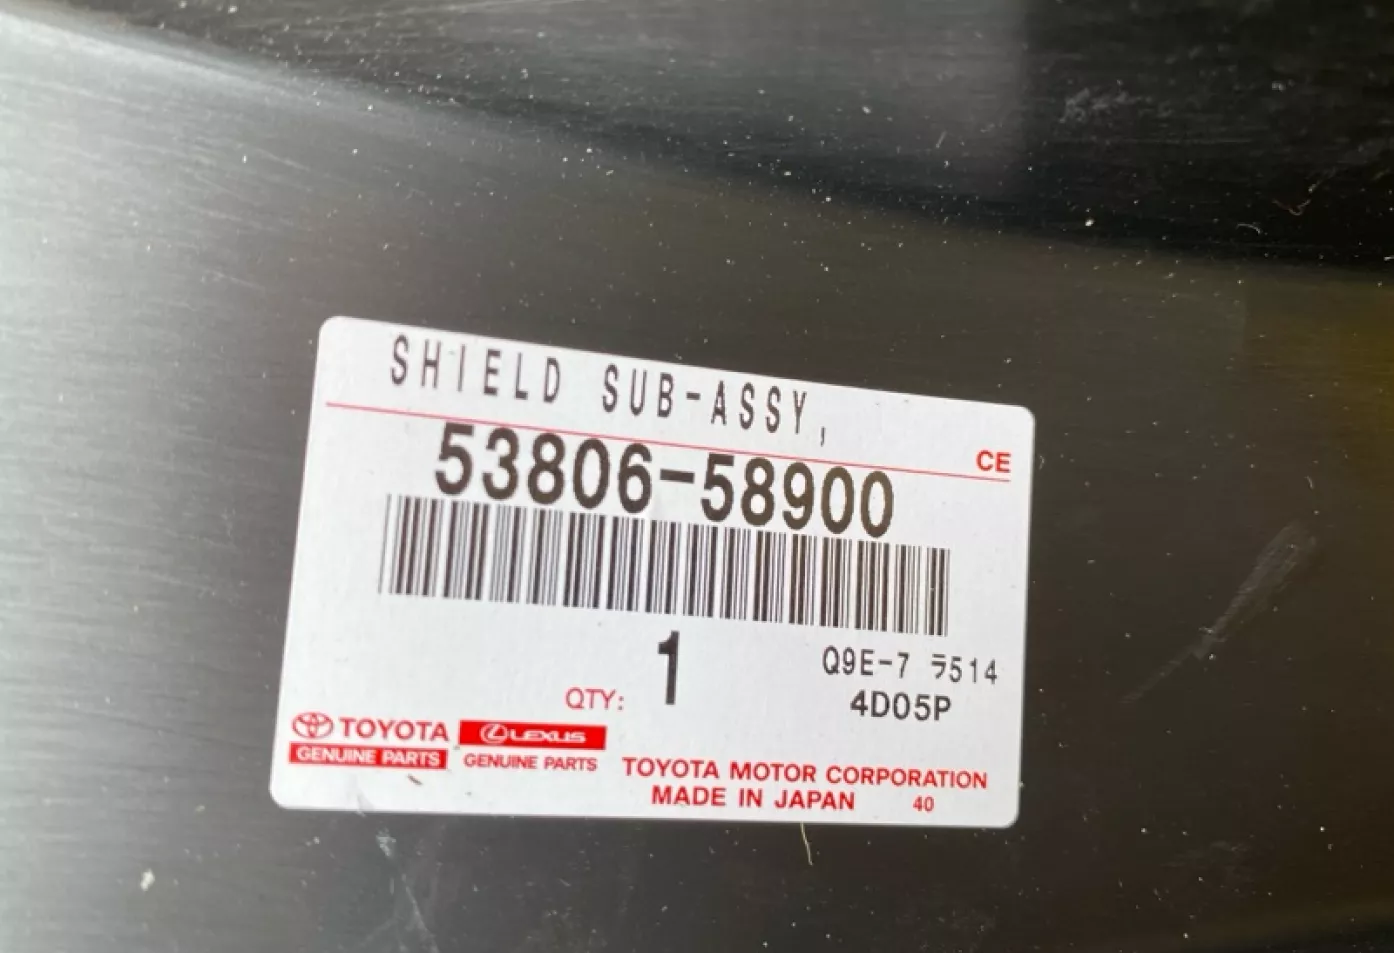 SHIELD SUB-ASSY,
CE
53806-58900
1
Q9E-7 ラ514
QTY:
4D05P
TOYOTA
GENUINE PARTS
LEXUS
GENUINE PARTS
TOYOTA MOTOR CORPORATION
MADE IN JAPAN 40